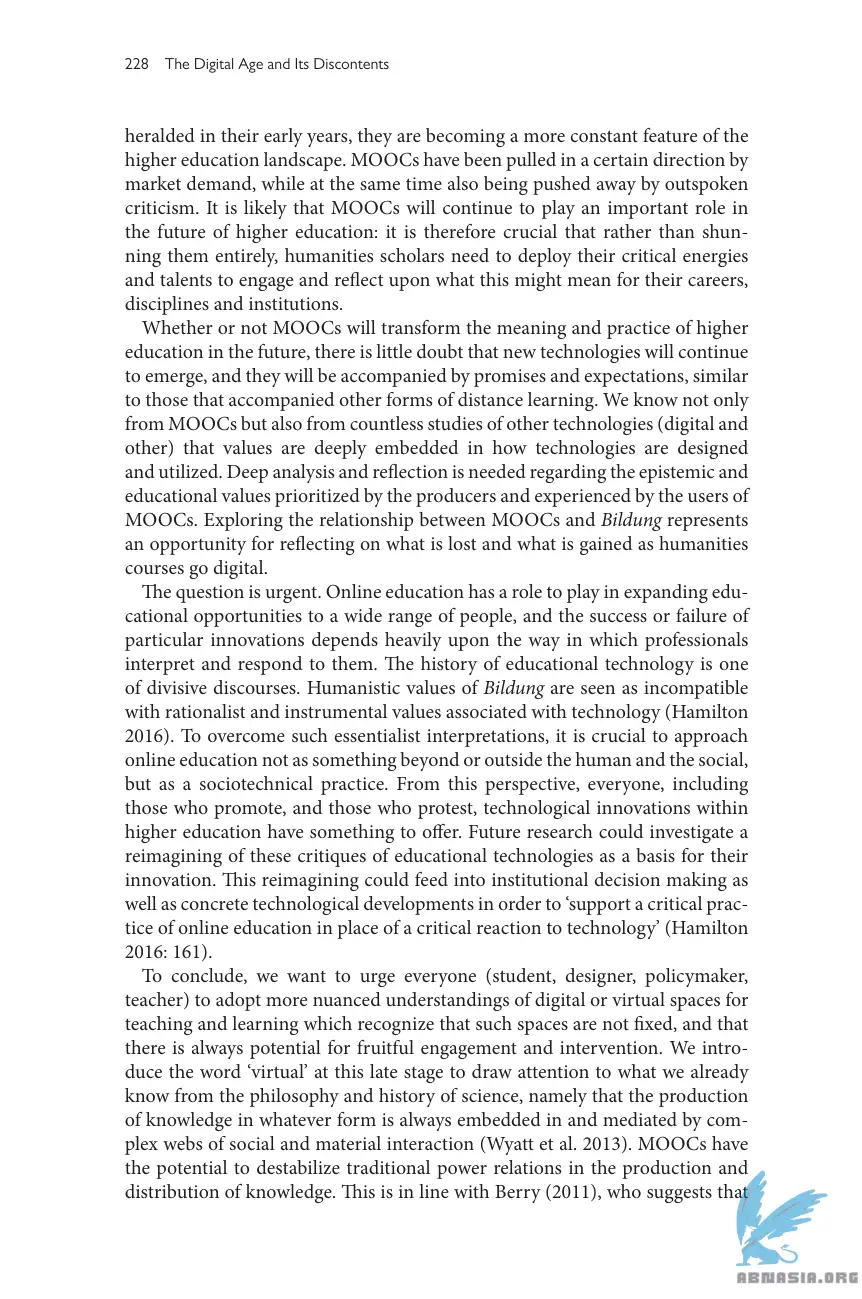 228 The Digital Age and Its Discontents
heralded in their early years, they are becoming a more constant feature of the
higher education landscape. MOOCs have been pulled in a certain direction by
market demand, while at the same time also being pushed away by outspoken
criticism. It is likely that MOOCs will continue to play an important role in
the future of higher education: it is therefore crucial that rather than shun-
ning them entirely, humanities scholars need to deploy their critical energies
and talents to engage and reflect upon what this might mean for their careers,
disciplines and institutions.
Whether or not MOOCs will transform the meaning and practice of higher
education in the future, there is little doubt that new technologies will continue
to emerge, and they will be accompanied by promises and expectations, similar
to those that accompanied other forms of distance learning. We know not only
from MOOCs but also from countless studies of other technologies (digital and
other) that values are deeply embedded in how technologies are designed
and utilized. Deep analysis and reflection is needed regarding the epistemic and
educational values prioritized by the producers and experienced by the users of
MOOCs. Exploring the relationship between MOOCs and Bildung represents
an opportunity for reflecting on what is lost and what is gained as humanities
courses go digital.
The question is urgent. Online education has a role to play in expanding edu-
cational opportunities to a wide range of people, and the success or failure of
particular innovations depends heavily upon the way in which professionals
interpret and respond to them. The history of educational technology is one
of divisive discourses. Humanistic values of Bildung are seen as incompatible
with rationalist and instrumental values associated with technology (Hamilton
2016). To overcome such essentialist interpretations, it is crucial to approach
online education not as something beyond or outside the human and the social,
but as a sociotechnical practice. From this perspective, everyone, including
those who promote, and those who protest, technological innovations within
higher education have something to offer. Future research could investigate a
reimagining of these critiques of educational technologies as a basis for their
innovation. This reimagining could feed into institutional decision making as
well as concrete technological developments in order to ‘support a critical prac-
tice of online education in place of a critical reaction to technology’ (Hamilton
2016: 161).
To conclude, we want to urge everyone (student, designer, policymaker,
teacher) to adopt more nuanced understandings of digital or virtual spaces for
teaching and learning which recognize that such spaces are not fixed, and that
there is always potential for fruitful engagement and intervention. We intro-
duce the word ‘virtual’ at this late stage to draw attention to what we already
know from the philosophy and history of science, namely that the production
of knowledge in whatever form is always embedded in and mediated by com-
plex webs of social and material interaction (Wyatt et al. 2013). MOOCs have
the potential to destabilize traditional power relations in the production and
distribution of knowledge. This is in line with Berry (2011), who suggests that
ABNASIA.ORG